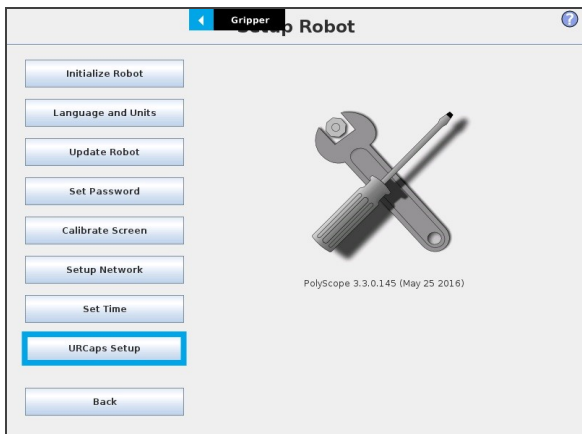 Gripper
Setup Robot
?
Initialize Robot
Language and Units
Update Robot
Set Password
Calibrate Screen
Setup Network
Set Time
URCaps Setup
Back
PolyScope 3.3.0.145 (May 25 2016)